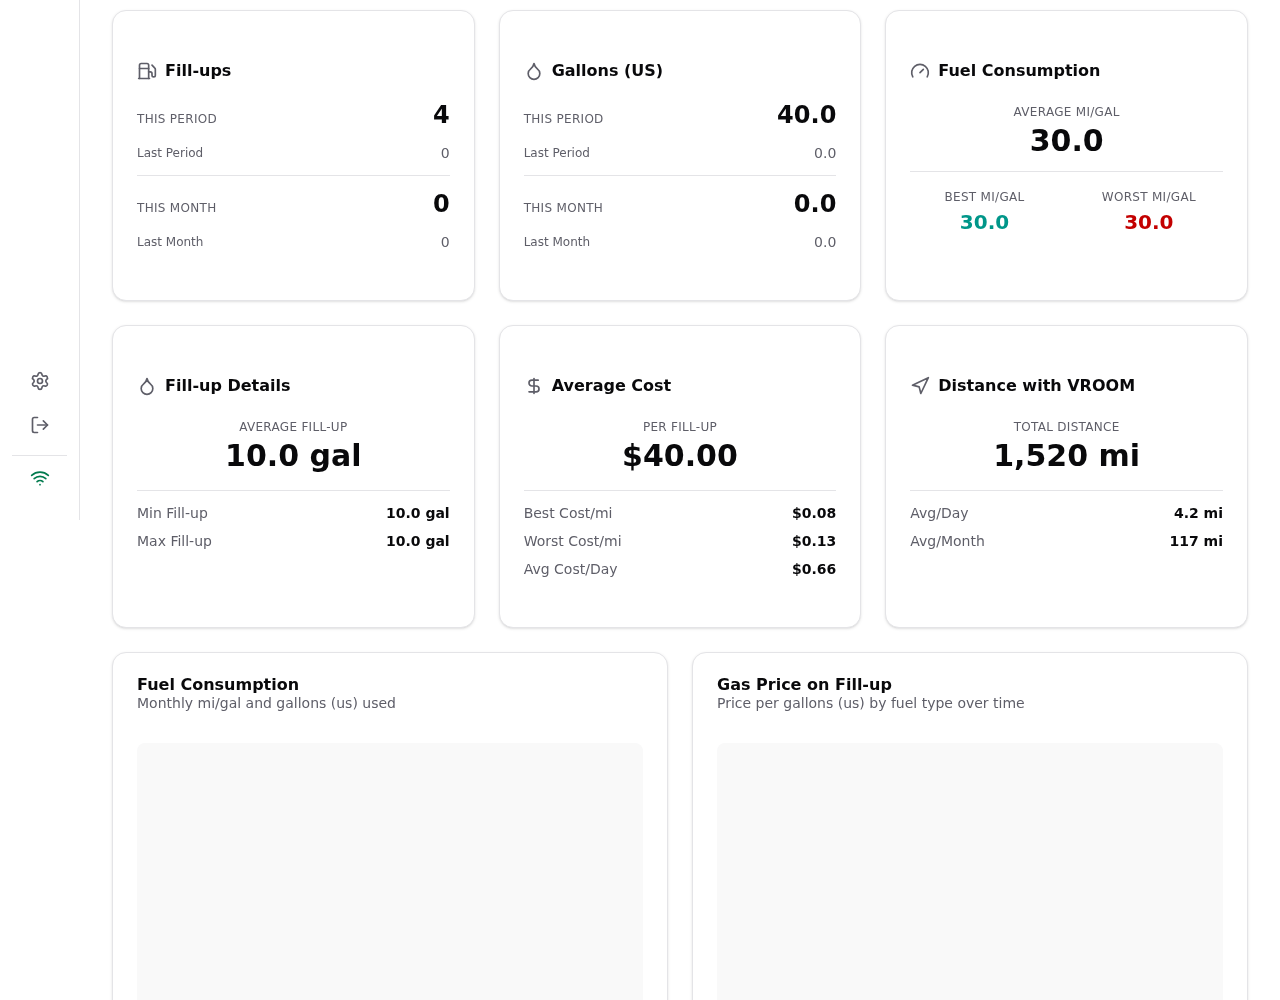 Fill-ups
THIS PERIOD 4
Last Period 0
THIS MONTH 0
Last Month 0
Gallons (US)
THIS PERIOD 40.0
Last Period 0.0
THIS MONTH 0.0
Last Month 0.0
Fuel Consumption
AVERAGE MI/GAL
30.0
BEST MI/GAL WORST MI/GAL
30.0 30.0
Fill-up Details
AVERAGE FILL-UP
10.0 gal
Min Fill-up 10.0 gal
Max Fill-up 10.0 gal
Average Cost
PER FILL-UP
$40.00
Best Cost/mi $0.08
Worst Cost/mi $0.13
Avg Cost/Day $0.66
Distance with VROOM
TOTAL DISTANCE
1,520 mi
Avg/Day 4.2 mi
Avg/Month 117 mi
Fuel Consumption
Monthly mi/gal and gallons (us) used
Gas Price on Fill-up
Price per gallons (us) by fuel type over time